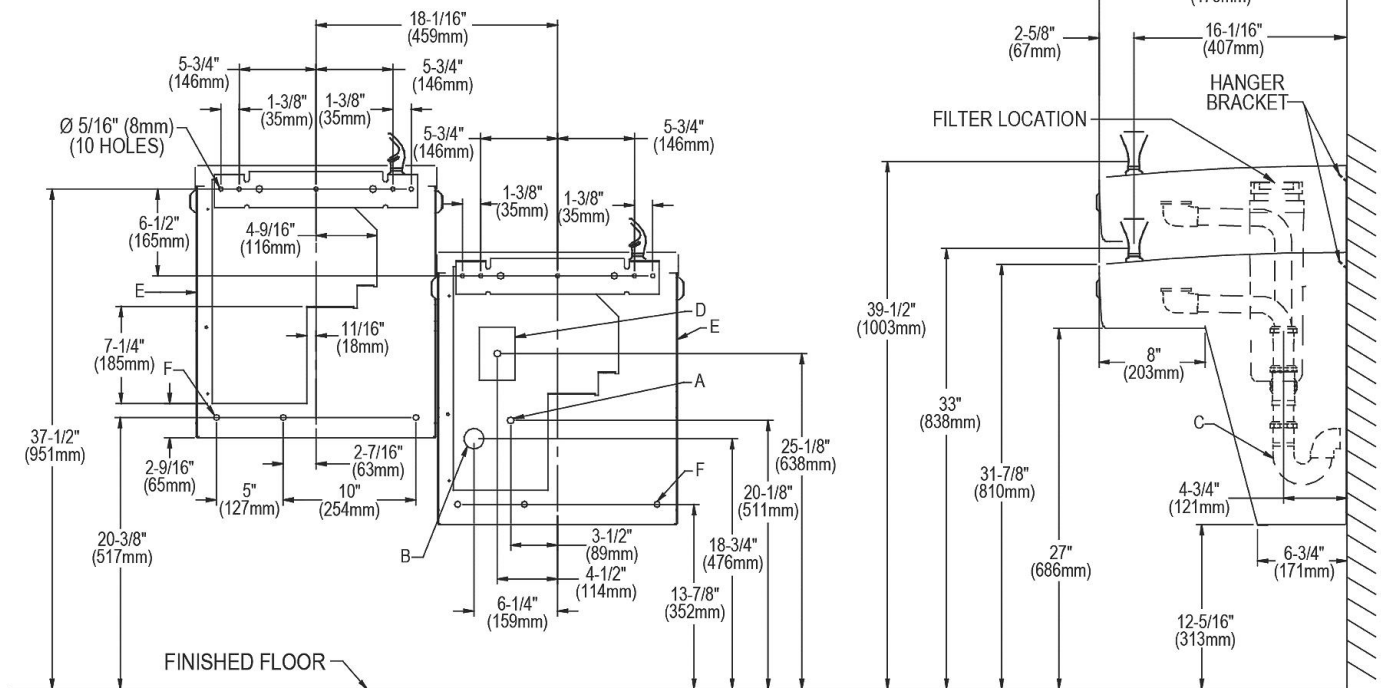 18-1/16"
(459mm)
5-3/4"
(146mm)
5-3/4"
(146mm)
1-3/8"
(35mm)
1-3/8"
(35mm)
Ø 5/16" (8mm)
(10 HOLES)
5-3/4"
(146mm)
5-3/4"
(146mm)
1-3/8"
(35mm)
1-3/8"
(35mm)
6-1/2"
(165mm)
4-9/16"
(116mm)
E
11/16"
(18mm)
7-1/4"
(185mm)
F
D
E
A
37-1/2"
(951mm)
2-9/16"
(65mm)
2-7/16"
(63mm)
5"
(127mm)
10"
(254mm)
F
25-1/8"
(638mm)
20-1/8"
(511mm)
20-3/8"
(517mm)
B
3-1/2"
(89mm)
18-3/4"
(476mm)
4-1/2"
(114mm)
13-7/8"
(352mm)
6-1/4"
(159mm)
FINISHED FLOOR
2-5/8"
(67mm)
16-1/16"
(407mm)
HANGER
BRACKET
FILTER LOCATION
39-1/2"
(1003mm)
8"
(203mm)
33"
(838mm)
C
31-7/8"
(810mm)
4-3/4"
(121mm)
27"
(686mm)
6-3/4"
(171mm)
12-5/16"
(313mm)